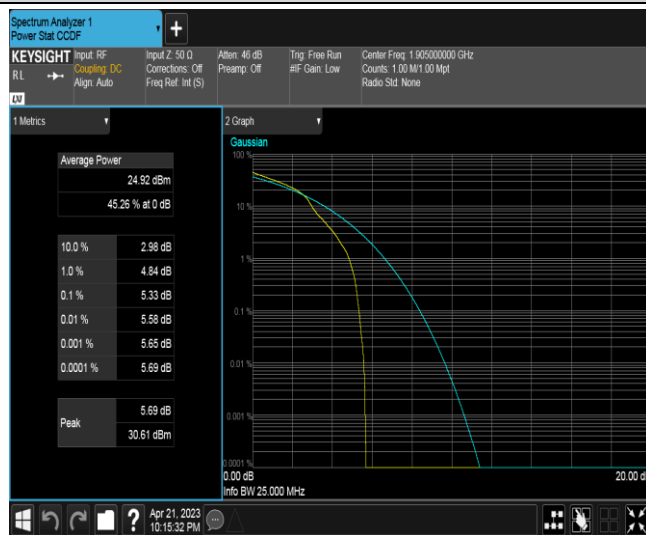 Spectrum Analyzer 1
Power Stat CCDF
+
KEYSIGHT
RL
LXI
Input: RF
Coupling: DC
Align: Auto
Input Z: 50 Ω
Corrections: Off
Freq Ref: Int (S)
Atten: 46 dB
Preamp: Off
Trig: Free Run
#IF Gain: Low
Center Freq: 1.905000000 GHz
Counts: 1.00 M/1.00 Mpt
Radio Std: None
1 Metrics
Average Power
24.92 dBm
45.26 % at 0 dB
10.0 % 2.98 dB
1.0 % 4.84 dB
0.1 % 5.33 dB
0.01 % 5.58 dB
0.001 % 5.65 dB
0.0001 % 5.69 dB
Peak
5.69 dB
30.61 dBm
2 Graph
Gaussian
100 %
10 %
1 %
0.1 %
0.01 %
0.001 %
0.0001 %
0.00 dB
20.00 d
Info BW 25.000 MHz
?
Apr 21, 2023
10:15:32 PM